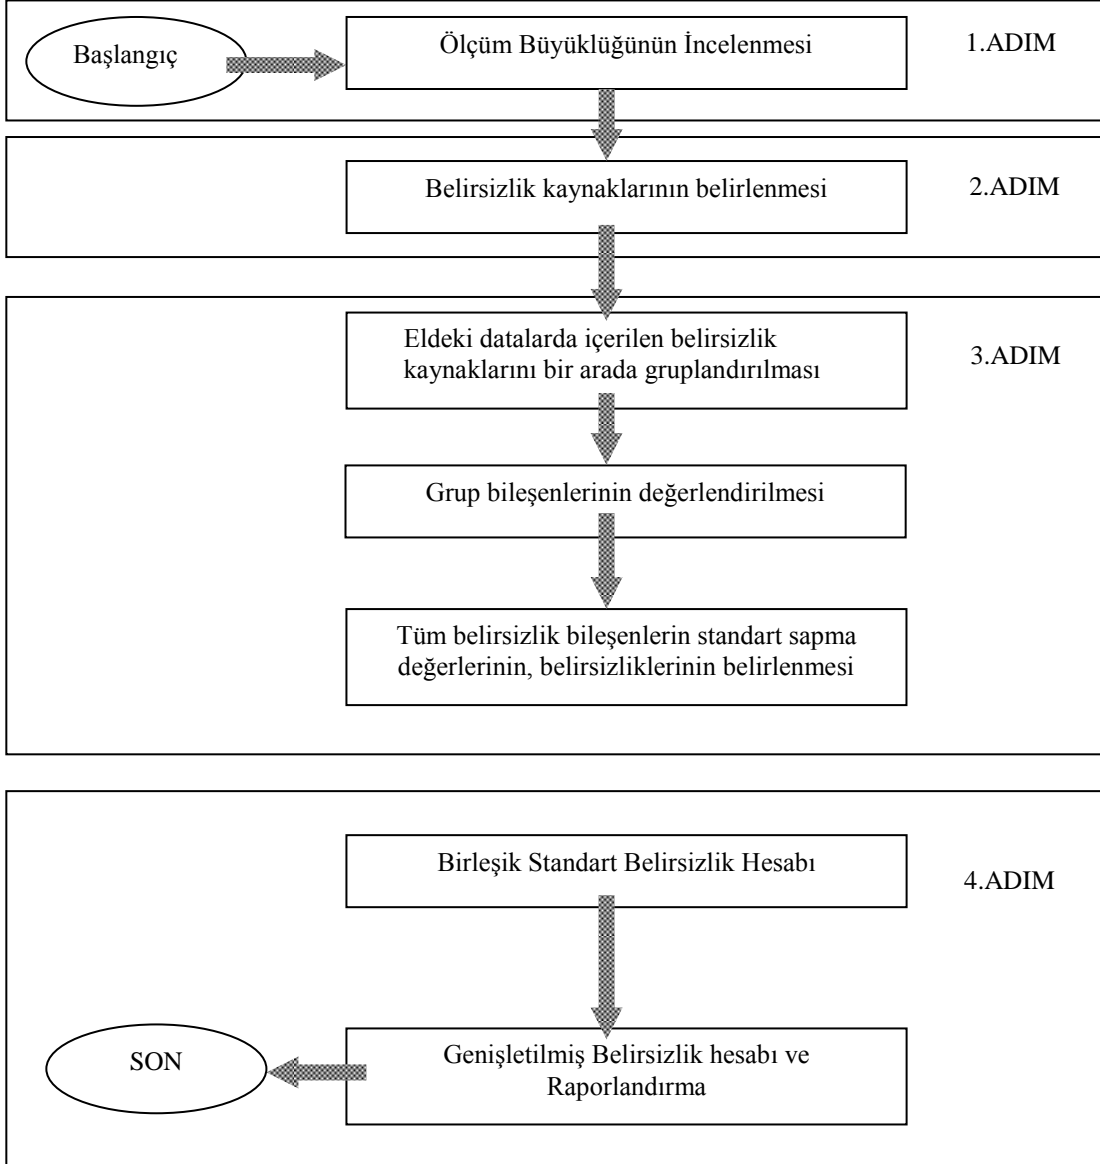 Başlangıç
Ölçüm Büyüklüğünün İncelenmesi
1.ADIM
Belirsizlik kaynaklarının belirlenmesi
2.ADIM
Eldeki datalarda içerilen belirsizlik
kaynaklarını bir arada gruplandırılması
3.ADIM
Grup bileşenlerinin değerlendirilmesi
Tüm belirsizlik bileşenlerin standart sapma
değerlerinin, belirsizliklerinin belirlenmesi
Birleşik Standart Belirsizlik Hesabı
4.ADIM
Genişletilmiş Belirsizlik hesabı ve
Raporlandırma
SON